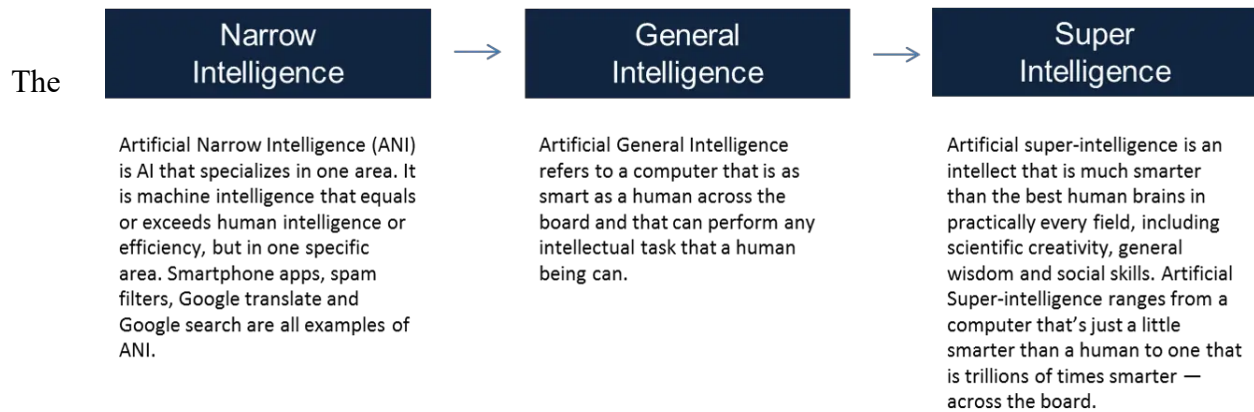 The
Narrow
Intelligence
Artificial Narrow Intelligence (ANI)
is AI that specializes in one area. It
is machine intelligence that equals
or exceeds human intelligence or
efficiency, but in one specific
area. Smartphone apps, spam
filters, Google translate and
Google search are all examples of
ANI.
General
Intelligence
Artificial General Intelligence
refers to a computer that is as
smart as a human across the
board and that can perform any
intellectual task that a human
being can.
Super
Intelligence
Artificial super-intelligence is an
intellect that is much smarter
than the best human brains in
practically every field, including
scientific creativity, general
wisdom and social skills. Artificial
Super-intelligence ranges from a
computer that’s just a little
smarter than a human to one that
is trillions of times smarter —
across the board.